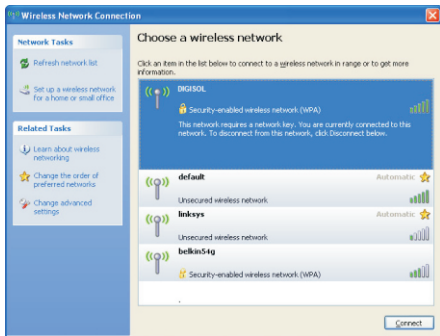 Wireless Network Connection
Network Tasks
Refresh network list
Set up a wireless network
for a home or small office
Related Tasks
Learn about wireless
networking
Change the order of
preferred networks
Change advanced
settings
Choose a wireless network
Click an item in the list below to connect to a wireless network in range or to get more
information.
DIGISOL
Security-enabled wireless network (WPA)
This network requires a network key. You are currently connected to this
network. To disconnect from this network, click Disconnect below.
default
Automatic
Unsecured wireless network
linksys
Automatic
Unsecured wireless network
belkin54g
Security-enabled wireless network (WPA)
.
Connect